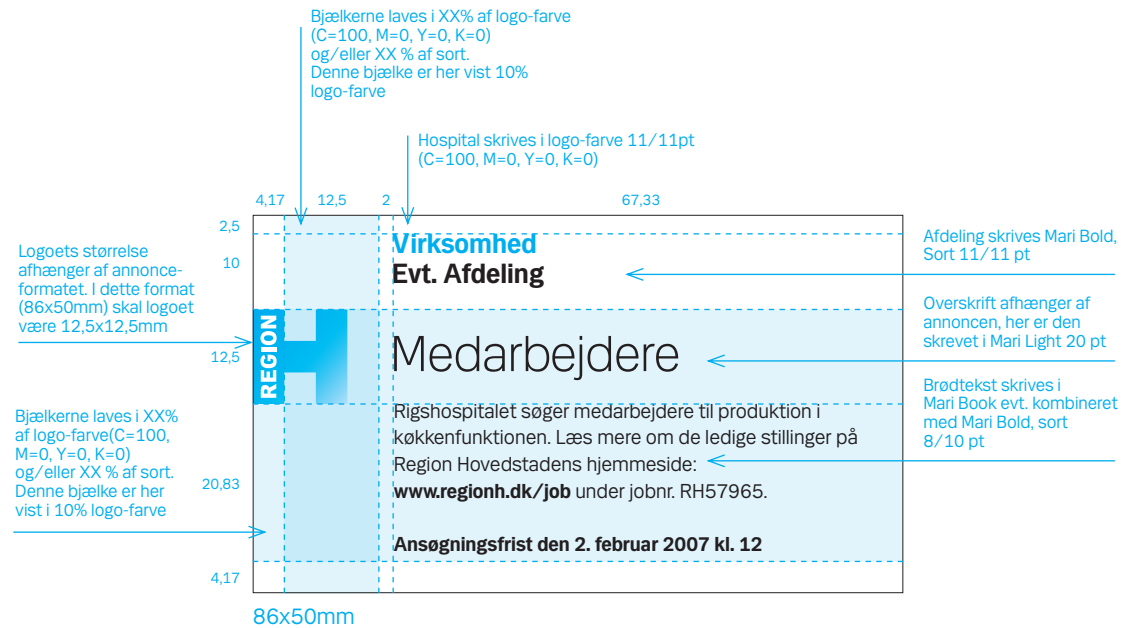 Bjælkerne laves i XX% af logo-farve
(C=100, M=0, Y=0, K=0)
og/eller XX % af sort.
Denne bjælke er her vist 10%
logo-farve
Hospital skrives i logo-farve 11/11pt
(C=100, M=0, Y=0, K=0)
4,17 12,5 2 67,33
2,5
10
12,5
20,83
4,17
Logoets størrelse
afhænger af annonce-
formatet. I dette format
(86x50mm) skal logoet
være 12,5x12,5mm
Bjælkerne laves i XX%
af logo-farve(C=100,
M=0, Y=0, K=0)
og/eller XX % af sort.
Denne bjælke er her
vist i 10% logo-farve
REGION H
Virksomhed
Evt. Afdeling
Medarbejdere
Rigshospitalet søger medarbejdere til produktion i
køkkenfunktionen. Læs mere om de ledige stillinger på
Region Hovedstadens hjemmeside:
www.regionh.dk/job under jobnr. RH57965.
Ansøgningsfrist den 2. februar 2007 kl. 12
Afdeling skrives Mari Bold,
Sort 11/11 pt
Overskrift afhænger af
annoncen, her er den
skrevet i Mari Light 20 pt
Brødtekst skrives i
Mari Book evt. kombineret
med Mari Bold, sort
8/10 pt
86x50mm